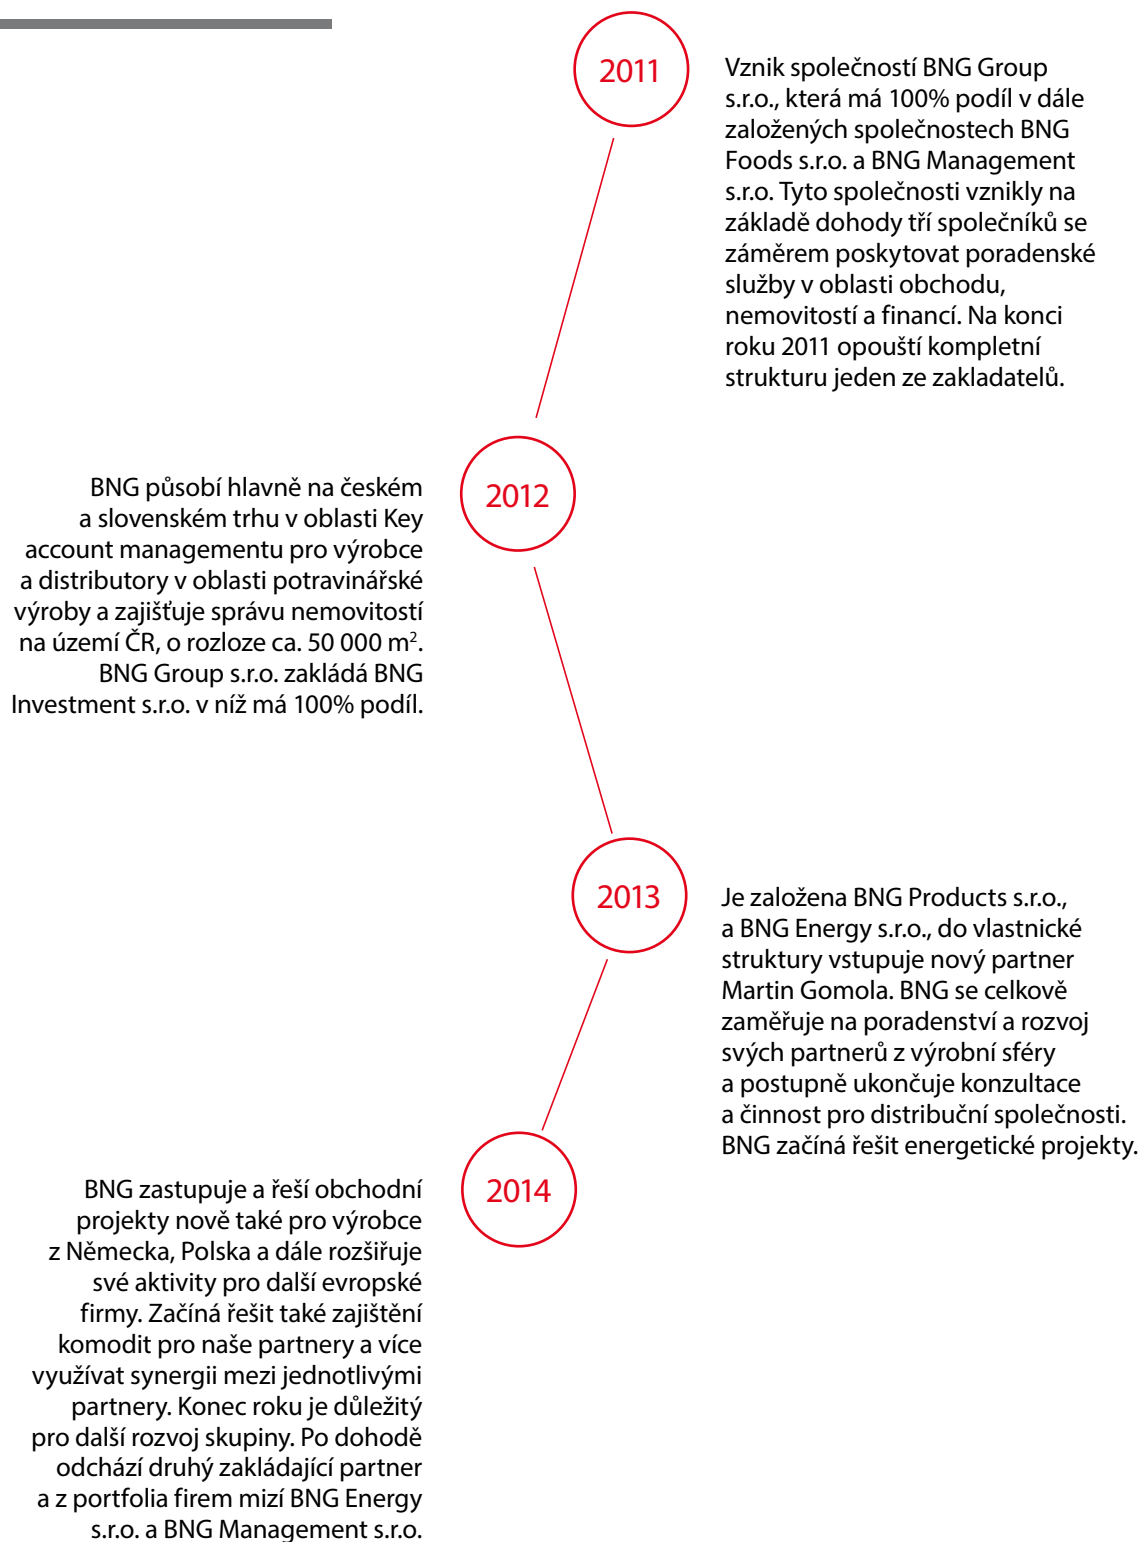 2011
Vznik společností BNG Group
s.r.o., která má 100% podíl v dále
založených společnostech BNG
Foods s.r.o. a BNG Management
s.r.o. Tyto společnosti vznikly na
základě dohody tří společníků se
záměrem poskytovat poradenské
služby v oblasti obchodu,
nemovitostí a financí. Na konci
roku 2011 opouští kompletní
strukturu jeden ze zakladatelů.
2012
BNG působí hlavně na českém
a slovenském trhu v oblasti Key
account managementu pro výrobce
a distributory v oblasti potravinářské
výroby a zajišťuje správu nemovitostí
na území ČR, o rozloze ca. 50 000 m².
BNG Group s.r.o. zakládá BNG
Investment s.r.o. v níž má 100% podíl.
2013
Je založena BNG Products s.r.o.,
a BNG Energy s.r.o., do vlastnické
struktury vstupuje nový partner
Martin Gomola. BNG se celkově
zaměřuje na poradenství a rozvoj
svých partnerů z výrobní sféry
a postupně ukončuje konzultace
a činnost pro distribuční společnosti.
BNG začíná řešit energetické projekty.
2014
BNG zastupuje a řeší obchodní
projekty nově také pro výrobce
z Německa, Polska a dále rozšiřuje
své aktivity pro další evropské
firmy. Začíná řešit také zajištění
komodit pro naše partnery a více
využívat synergii mezi jednotlivými
partnery. Konec roku je důležitý
pro další rozvoj skupiny. Po dohodě
odchází druhý zakládající partner
a z portfolia firem mizí BNG Energy
s.r.o. a BNG Management s.r.o.